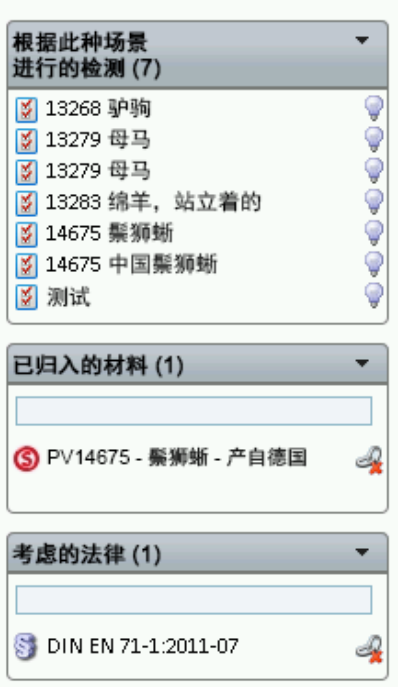 根据此种场景
进行的检测 (7)
13268 驴驹
13279 母马
13279 母马
13283 绵羊，站立着的
14675 鬃狮蜥
14675 中国鬃狮蜥
测试
已归入的材料 (1)
PV14675 - 鬃狮蜥 - 产自德国
考虑的法律 (1)
DIN EN 71-1:2011-07